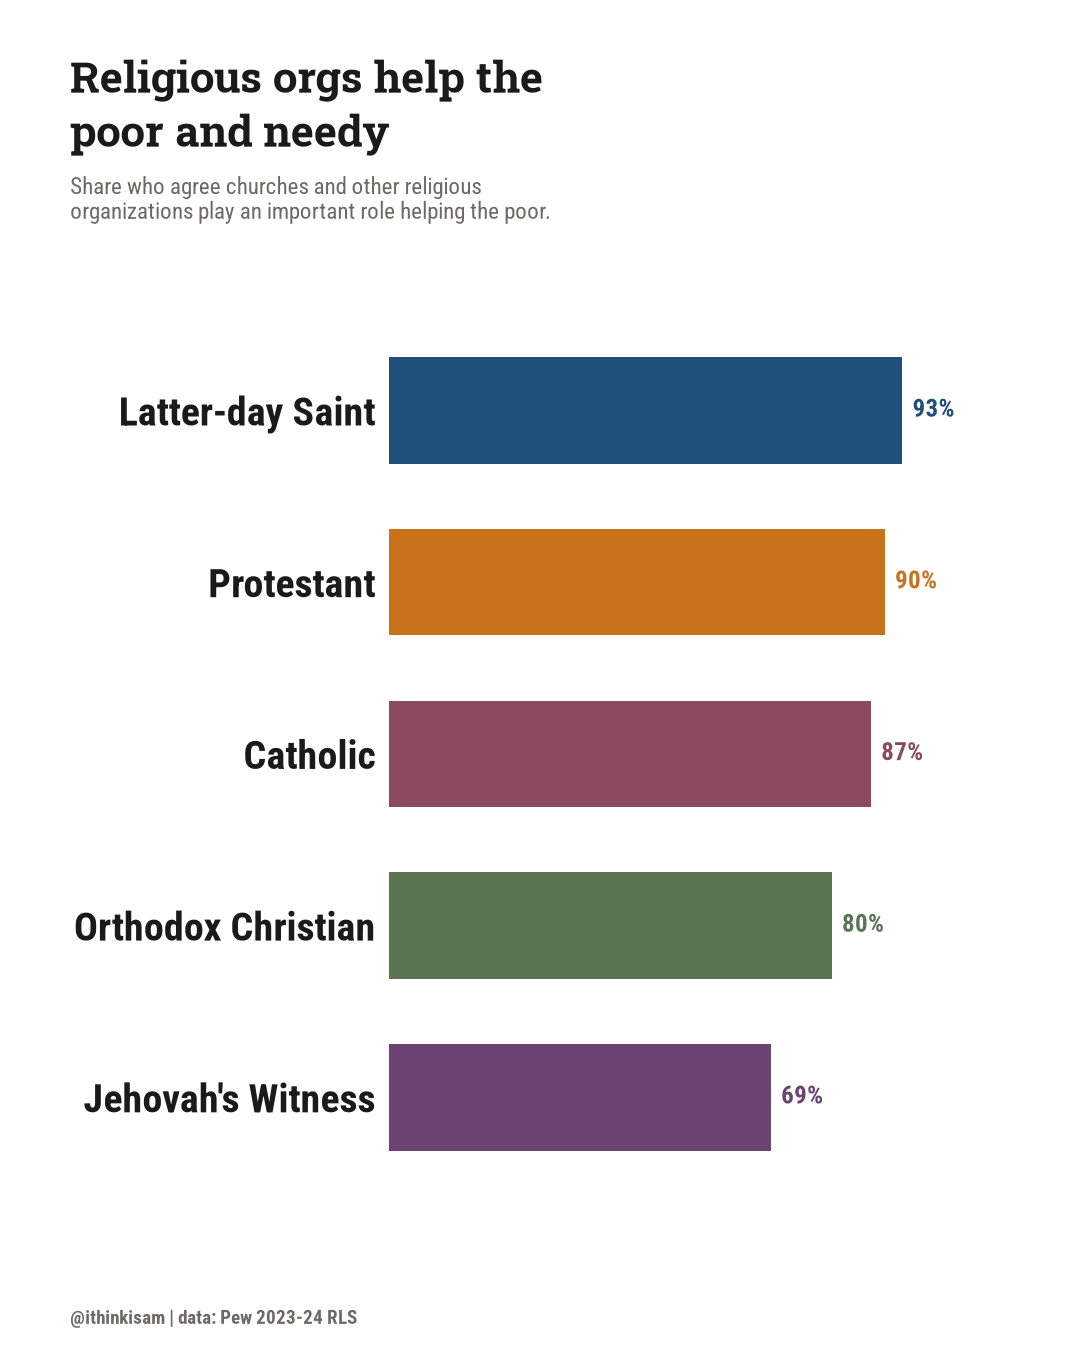 Religious orgs help the
poor and needy
Share who agree churches and other religious
organizations play an important role helping the poor.
Latter-day Saint 93%
Protestant 90%
Catholic 87%
Orthodox Christian 80%
Jehovah's Witness 69%
@ithinkisam | data: Pew 2023-24 RLS